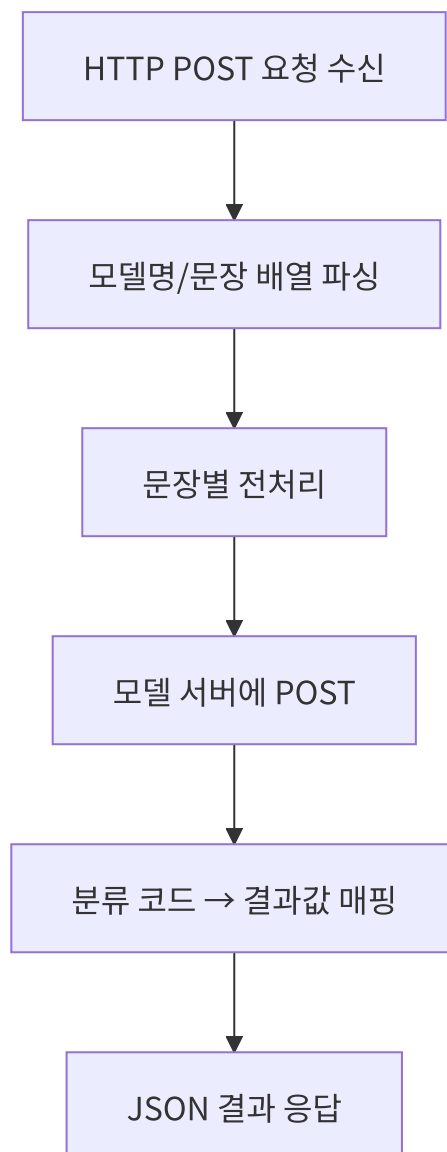 HTTP POST 요청 수신
모델명/문장 배열 파싱
문장별 전처리
모델 서버에 POST
분류 코드 → 결과값 매핑
JSON 결과 응답